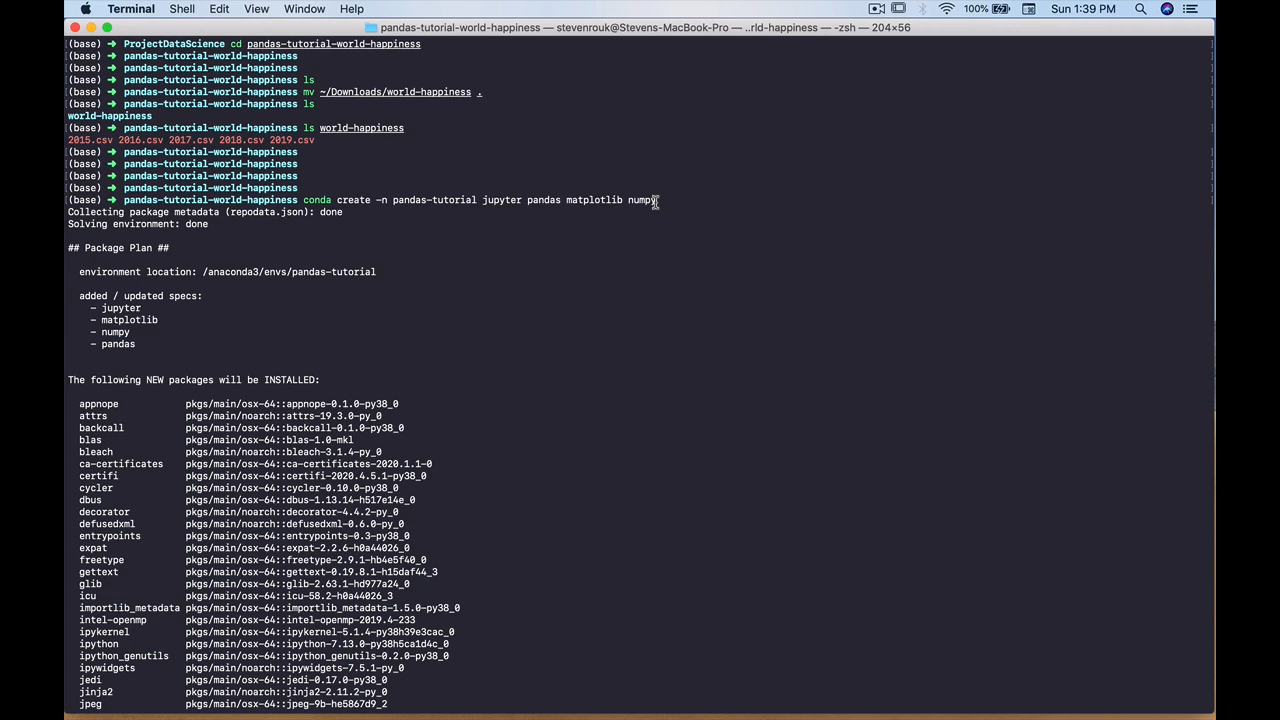 Terminal Shell Edit View Window Help 100% Sun 1:39 PM
pandas-tutorial-world-happiness — stevenrouk@Stevens-MacBook-Pro — ..rld-happiness — -zsh — 204×56
(base) ➜ ProjectDataScience cd pandas-tutorial-world-happiness
(base) ➜ pandas-tutorial-world-happiness
(base) ➜ pandas-tutorial-world-happiness
(base) ➜ pandas-tutorial-world-happiness ls
(base) ➜ pandas-tutorial-world-happiness mv ~/Downloads/world-happiness .
(base) ➜ pandas-tutorial-world-happiness ls
world-happiness
(base) ➜ pandas-tutorial-world-happiness ls world-happiness
2015.csv 2016.csv 2017.csv 2018.csv 2019.csv
(base) ➜ pandas-tutorial-world-happiness
(base) ➜ pandas-tutorial-world-happiness
(base) ➜ pandas-tutorial-world-happiness
(base) ➜ pandas-tutorial-world-happiness
(base) ➜ pandas-tutorial-world-happiness conda create -n pandas-tutorial jupyter pandas matplotlib numpy
Collecting package metadata (repodata.json): done
Solving environment: done
## Package Plan ##
environment location: /anaconda3/envs/pandas-tutorial
added / updated specs:
- jupyter
- matplotlib
- numpy
- pandas
The following NEW packages will be INSTALLED:
appnope pkgs/main/osx-64::appnope-0.1.0-py38_0
attrs pkgs/main/noarch::attrs-19.3.0-py_0
backcall pkgs/main/osx-64::backcall-0.1.0-py38_0
blas pkgs/main/osx-64::blas-1.0-mkl
bleach pkgs/main/noarch::bleach-3.1.4-py_0
ca-certificates pkgs/main/osx-64::ca-certificates-2020.1.1-0
certifi pkgs/main/osx-64::certifi-2020.4.5.1-py38_0
cycler pkgs/main/osx-64::cycler-0.10.0-py38_0
dbus pkgs/main/osx-64::dbus-1.13.14-h517e14e_0
decorator pkgs/main/noarch::decorator-4.4.2-py_0
defusedxml pkgs/main/noarch::defusedxml-0.6.0-py_0
entrypoints pkgs/main/osx-64::entrypoints-0.3-py38_0
expat pkgs/main/osx-64::expat-2.2.6-h0a44026_0
freetype pkgs/main/osx-64::freetype-2.9.1-hb4e5f40_0
gettext pkgs/main/osx-64::gettext-0.19.8.1-h15daf44_3
glib pkgs/main/osx-64::glib-2.63.1-hd977a24_0
icu pkgs/main/osx-64::icu-58.2-h0a44026_3
importlib_metadata pkgs/main/osx-64::importlib_metadata-1.5.0-py38_0
intel-openmp pkgs/main/osx-64::intel-openmp-2019.4-233
ipykernel pkgs/main/osx-64::ipykernel-5.1.4-py38h39e3cac_0
ipython pkgs/main/osx-64::ipython-7.13.0-py38h5ca1d4c_0
ipython_genutils pkgs/main/osx-64::ipython_genutils-0.2.0-py38_0
ipywidgets pkgs/main/noarch::ipywidgets-7.5.1-py_0
jedi pkgs/main/osx-64::jedi-0.17.0-py38_0
jinja2 pkgs/main/noarch::jinja2-2.11.2-py_0
jpeg pkgs/main/osx-64::jpeg-9b-he5867d9_2